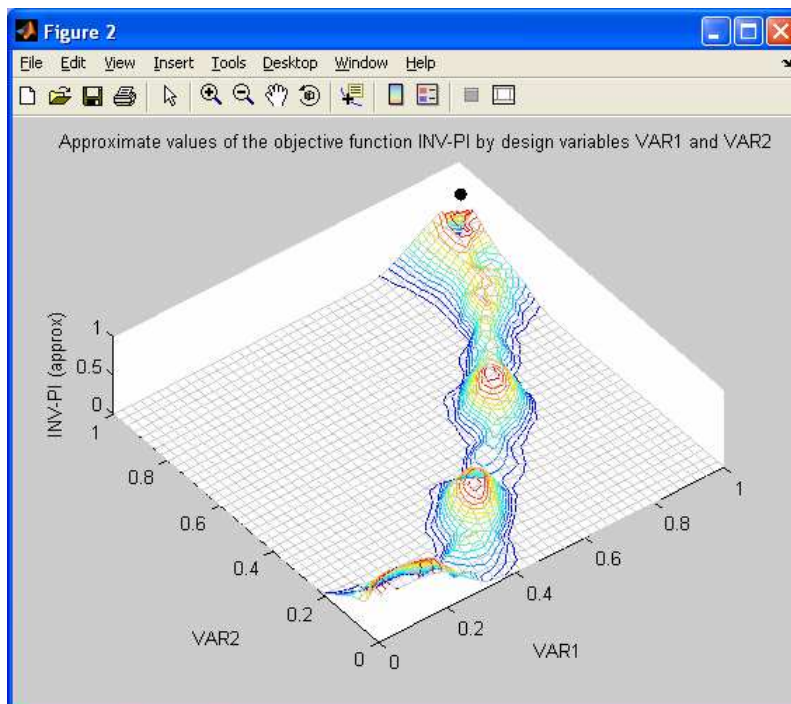 Figure 2
File Edit View Insert Tools Desktop Window Help
Approximate values of the objective function INV-PI by design variables VAR1 and VAR2
INV-PI (approx)
1
0.5
0
1
0.8
0.6
0.4
0.2
0
VAR2
0
0.2
0.4
0.6
0.8
1
VAR1